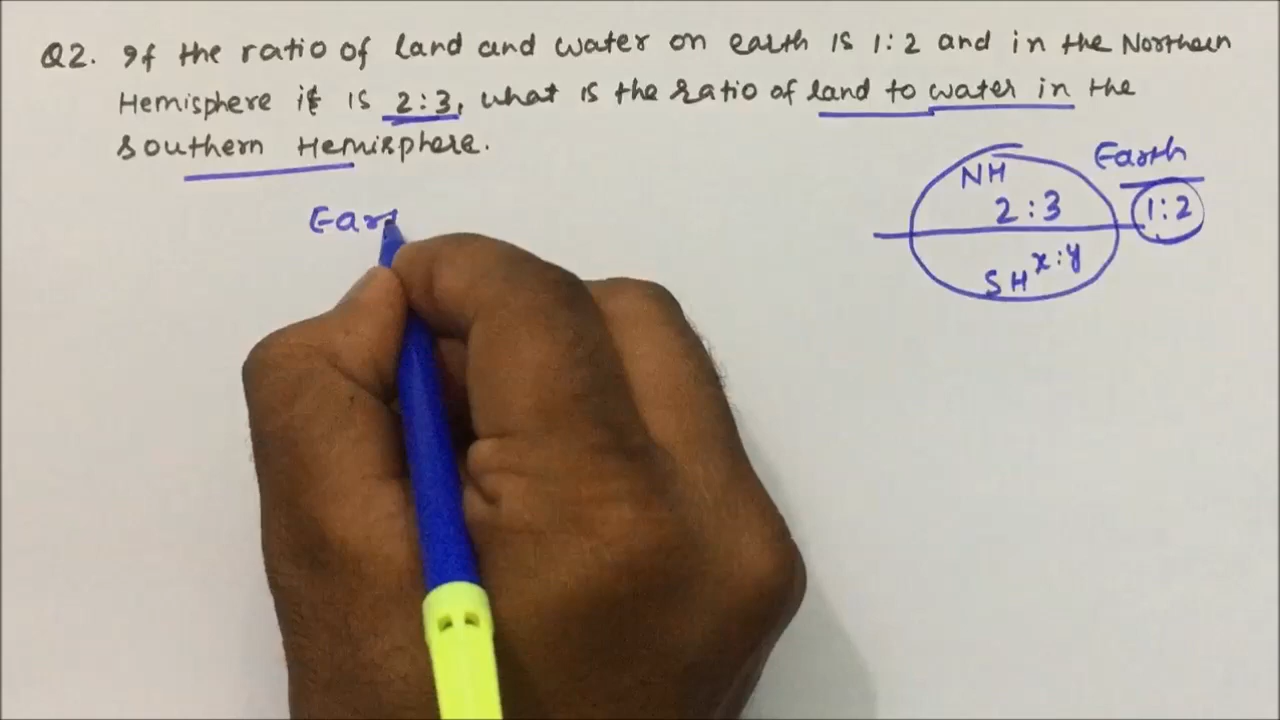 Q2. If the ratio of land and water on earth is 1:2 and in the Northern
Hemisphere it is 2:3, what is the ratio of land to water in the
Southern Hemisphere.
Earth
NH
2:3
1:2
x:y
SH
Eart